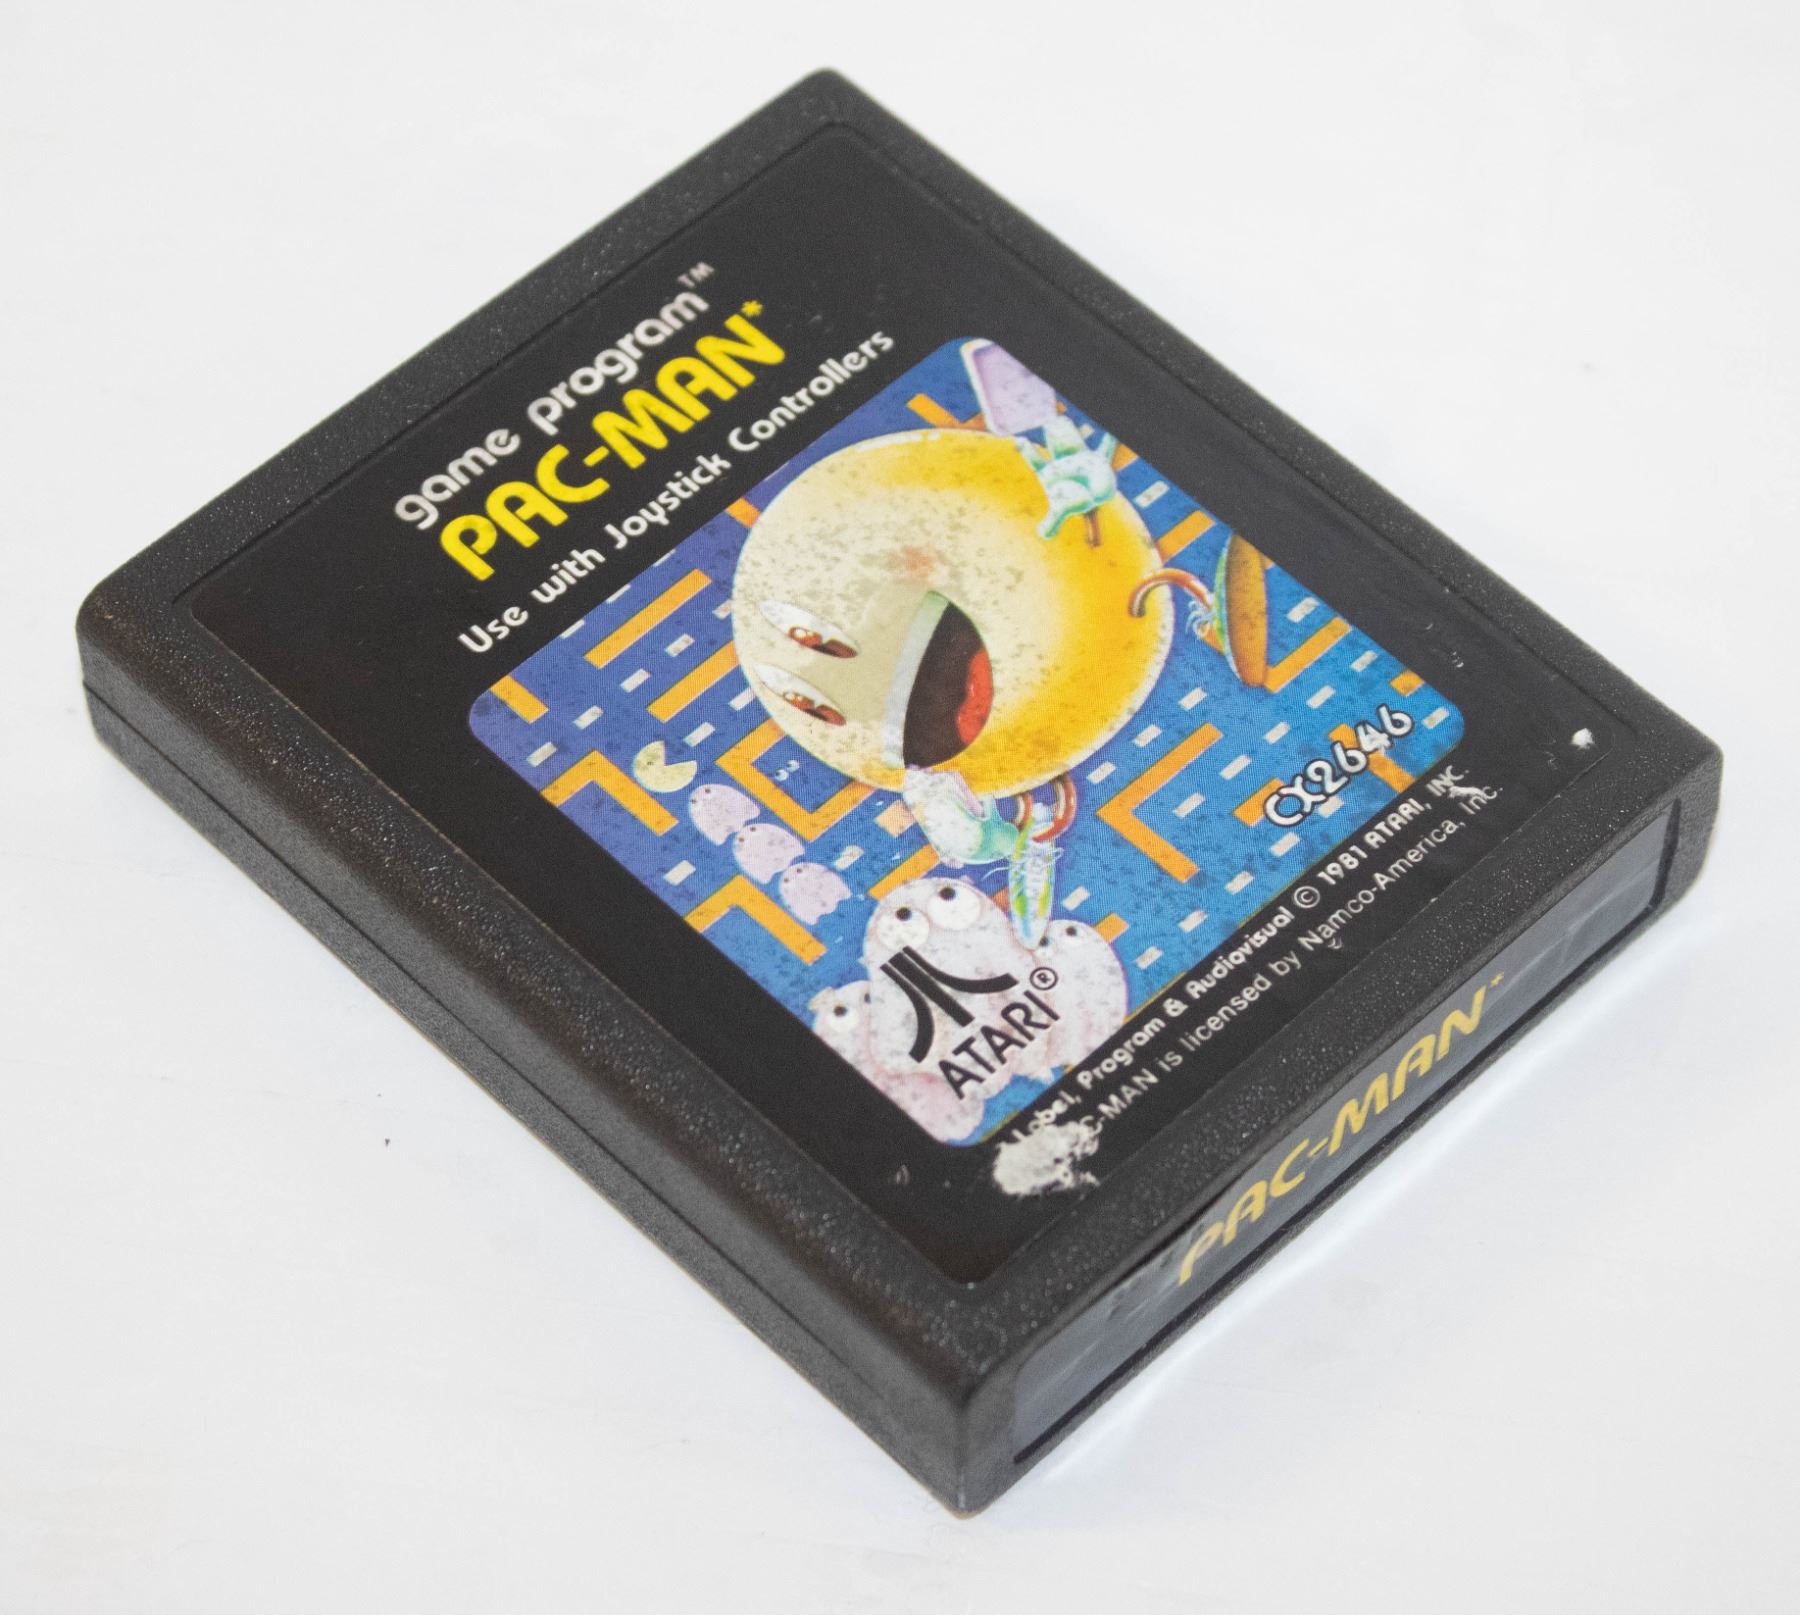 game program™
PAC-MAN*
Use with Joystick Controllers
CX2646
ATARI®
Label, Program & Audiovisual © 1981 ATARI, INC.
C-MAN is licensed by Namco-America, Inc.
PAC-MAN*